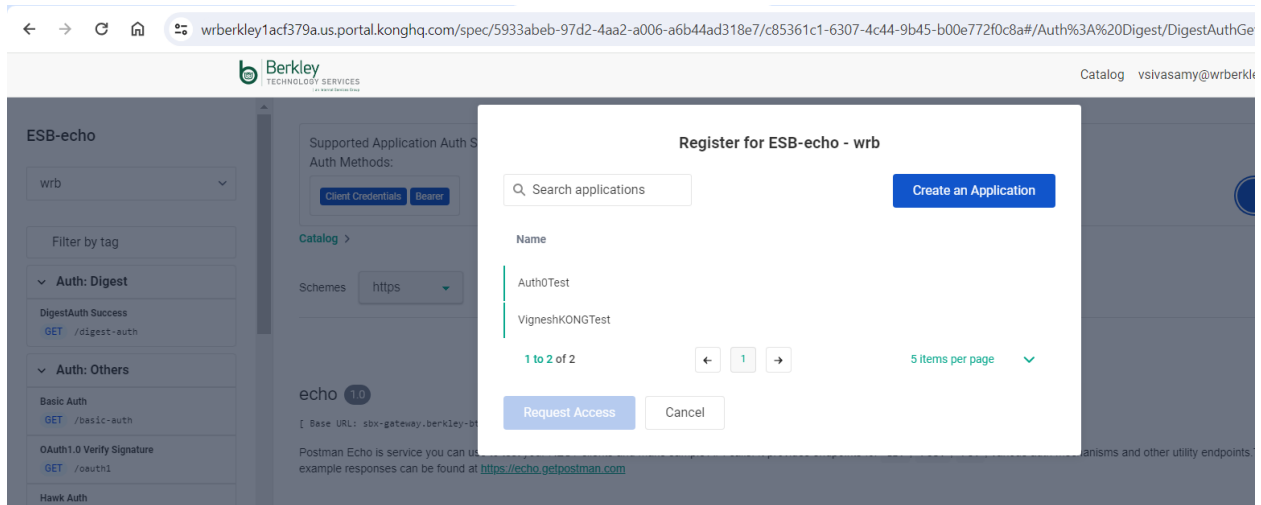 wrberkley1acf379a.us.portal.konghq.com/spec/5933abeb-97d2-4aa2-a006-a6b44ad318e7/c85361c1-6307-4c44-9b45-b00e772f0c8a#/Auth%3A%20Digest/DigestAuthGe
Berkley
TECHNOLOGY SERVICES
Catalog vsivasamy@wrberkle
ESB-echo
wrb
Filter by tag
Auth: Digest
DigestAuth Success
GET /digest-auth
Auth: Others
Basic Auth
GET /basic-auth
OAuth1.0 Verify Signature
GET /oauth1
Hawk Auth
Supported Application Auth S
Auth Methods:
Client Credentials Bearer
Catalog >
Schemes https
echo 1.0
[ Base URL: sbx-gateway.berkley-bt
Postman Echo is service you can us
anisms and other utility endpoints.
example responses can be found at https://echo.getpostman.com
Register for ESB-echo - wrb
Search applications
Create an Application
Name
Auth0Test
VigneshKONGTest
1 to 2 of 2
1
5 items per page
Request Access
Cancel